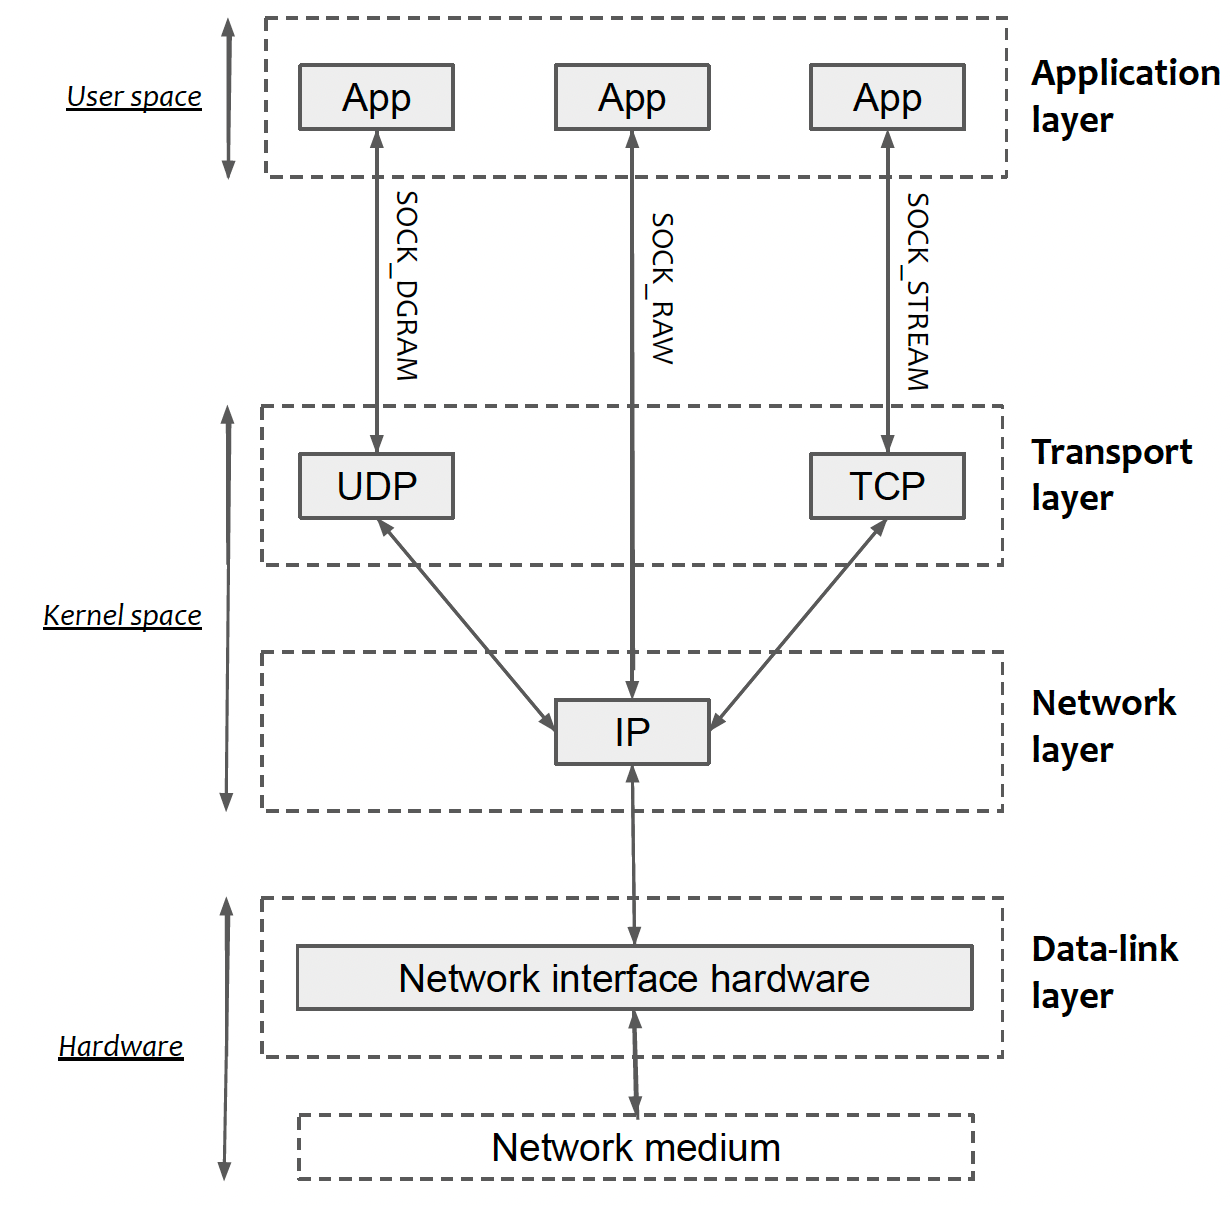 User space
App
App
App
Application
layer
SOCK_DGRAM
SOCK_RAW
SOCK_STREAM
UDP
TCP
Transport
layer
Kernel space
IP
Network
layer
Network interface hardware
Data-link
layer
Hardware
Network medium